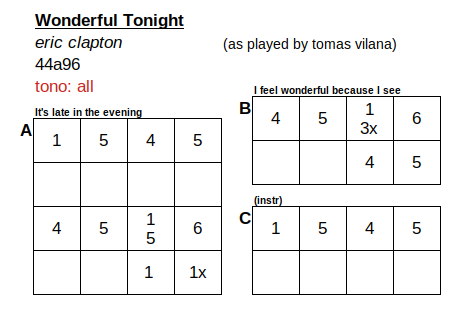 Wonderful Tonight
eric clapton
(as played by tomas vilana)
44a96
tono: all
It's late in the evening
A
1 5 4 5
4 5 1 6
5
1 1x
I feel wonderful because I see
B
4 5 1 6
3x
4 5
(instr)
C
1 5 4 5